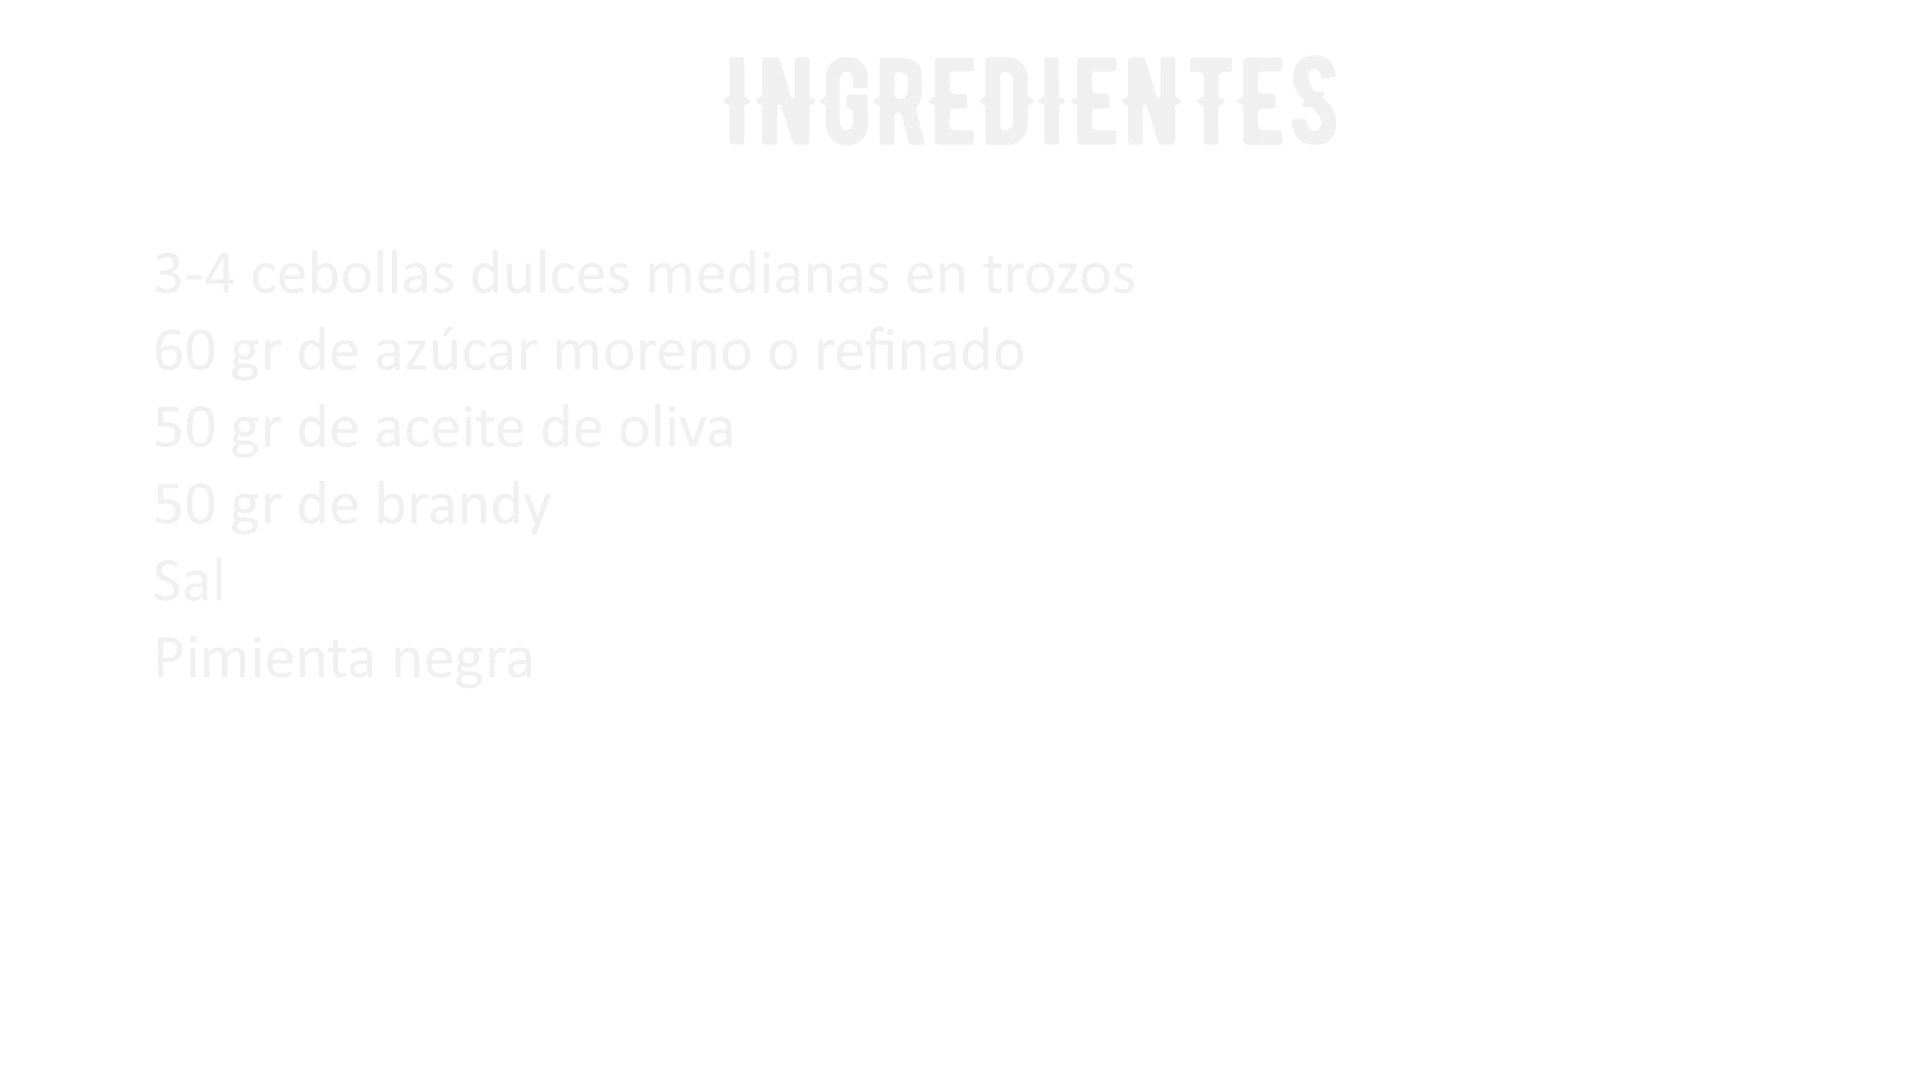 INGREDIENTES
3-4 cebollas dulces medianas en trozos
60 gr de azúcar moreno o refinado
50 gr de aceite de oliva
50 gr de brandy
Sal
Pimienta negra